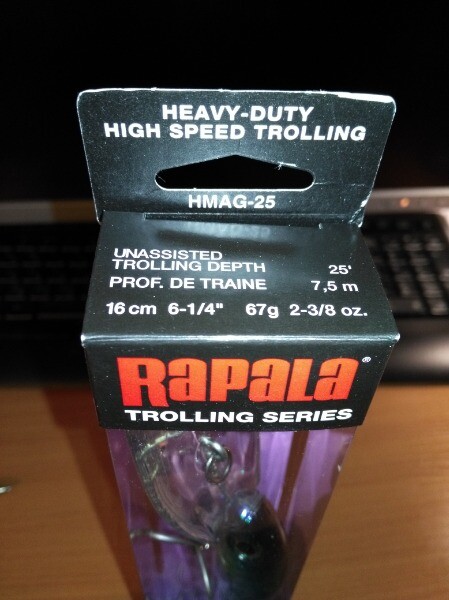 HEAVY-DUTY
HIGH SPEED TROLLING
HMAG-25
UNASSISTED
TROLLING DEPTH 25'
PROF. DE TRAINE 7,5 m
16 cm 6-1/4" 67g 2-3/8 oz.
RAPALA®
TROLLING SERIES